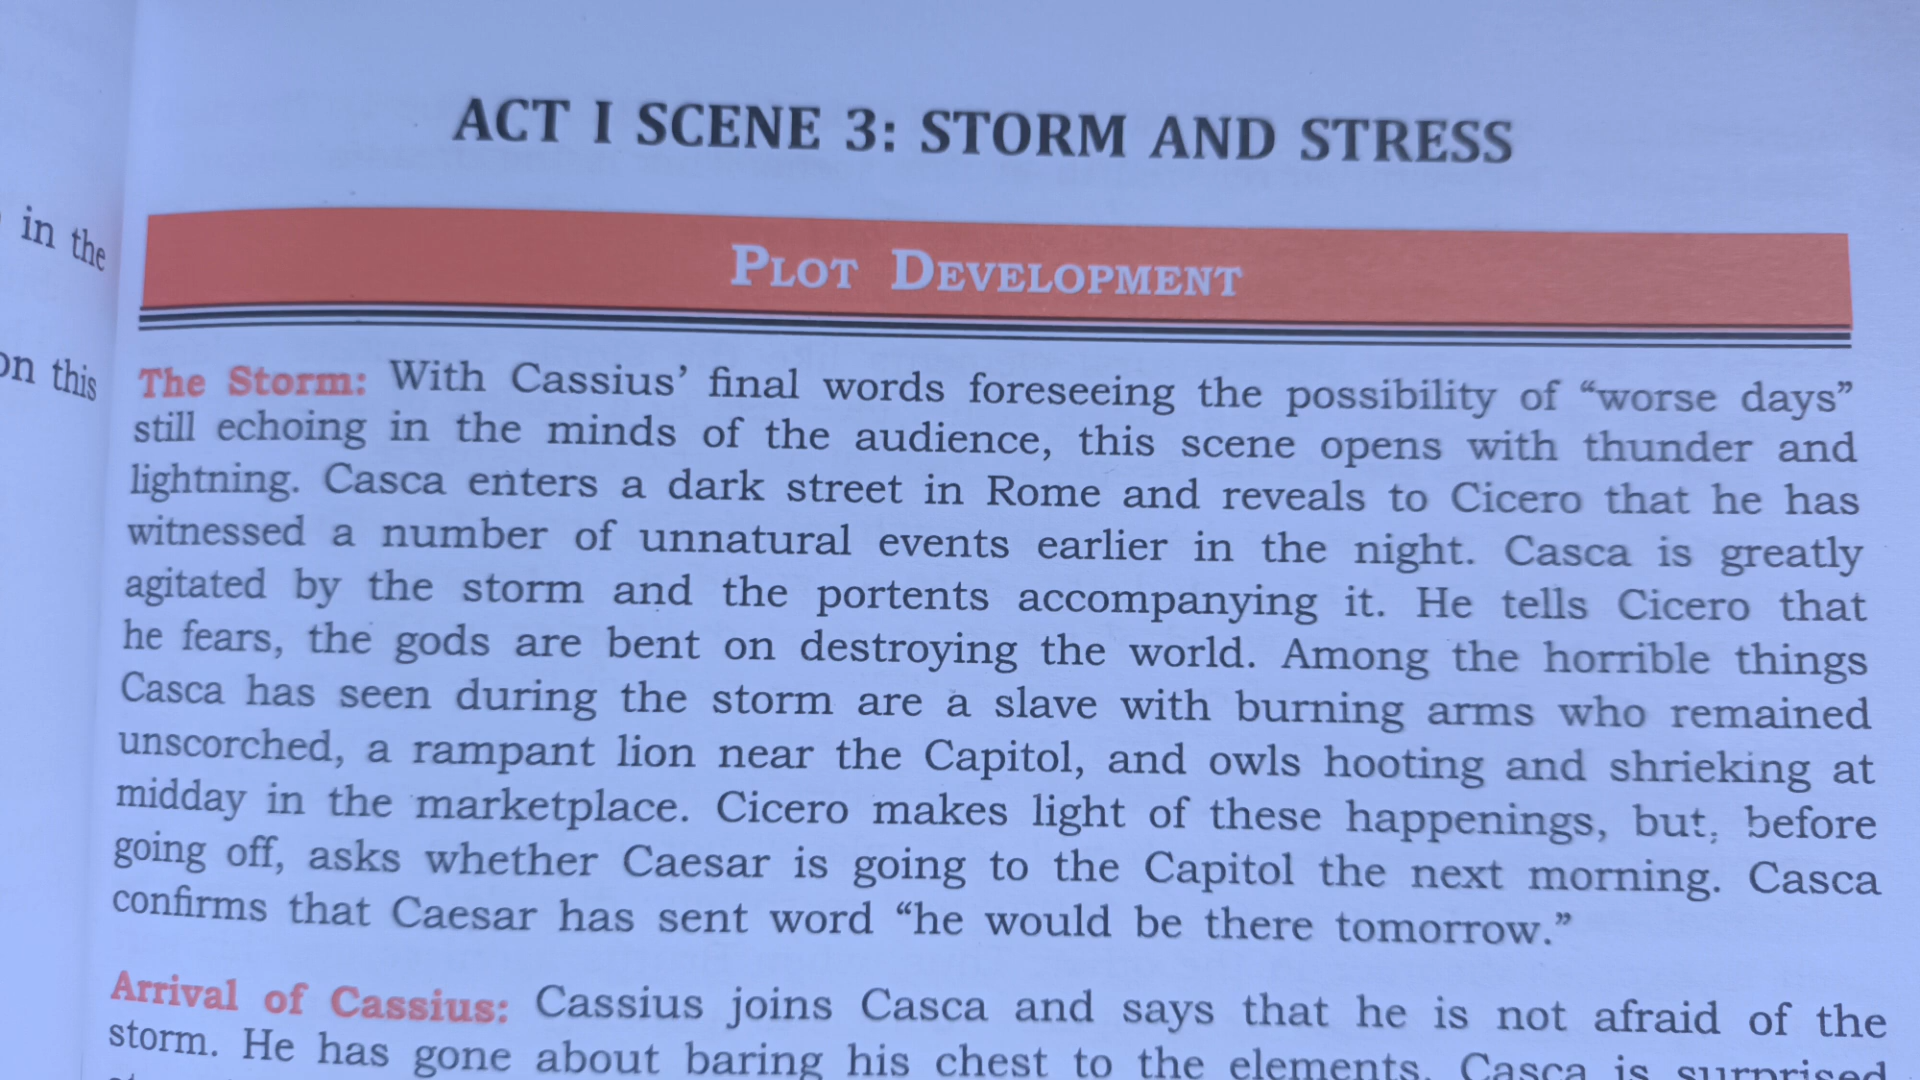 ACT I SCENE 3: STORM AND STRESS
in the
PLOT DEVELOPMENT
on this
The Storm: With Cassius’ final words foreseeing the possibility of “worse days”
still echoing in the minds of the audience, this scene opens with thunder and
lightning. Casca enters a dark street in Rome and reveals to Cicero that he has
witnessed a number of unnatural events earlier in the night. Casca is greatly
agitated by the storm and the portents accompanying it. He tells Cicero that
he fears, the gods are bent on destroying the world. Among the horrible things
Casca has seen during the storm are a slave with burning arms who remained
unscorched, a rampant lion near the Capitol, and owls hooting and shrieking at
midday in the marketplace. Cicero makes light of these happenings, but, before
going off, asks whether Caesar is going to the Capitol the next morning. Casca
confirms that Caesar has sent word “he would be there tomorrow.”
Arrival of Cassius: Cassius joins Casca and says that he is not afraid of the
storm. He has gone about baring his chest to the elements. Casca is surprised